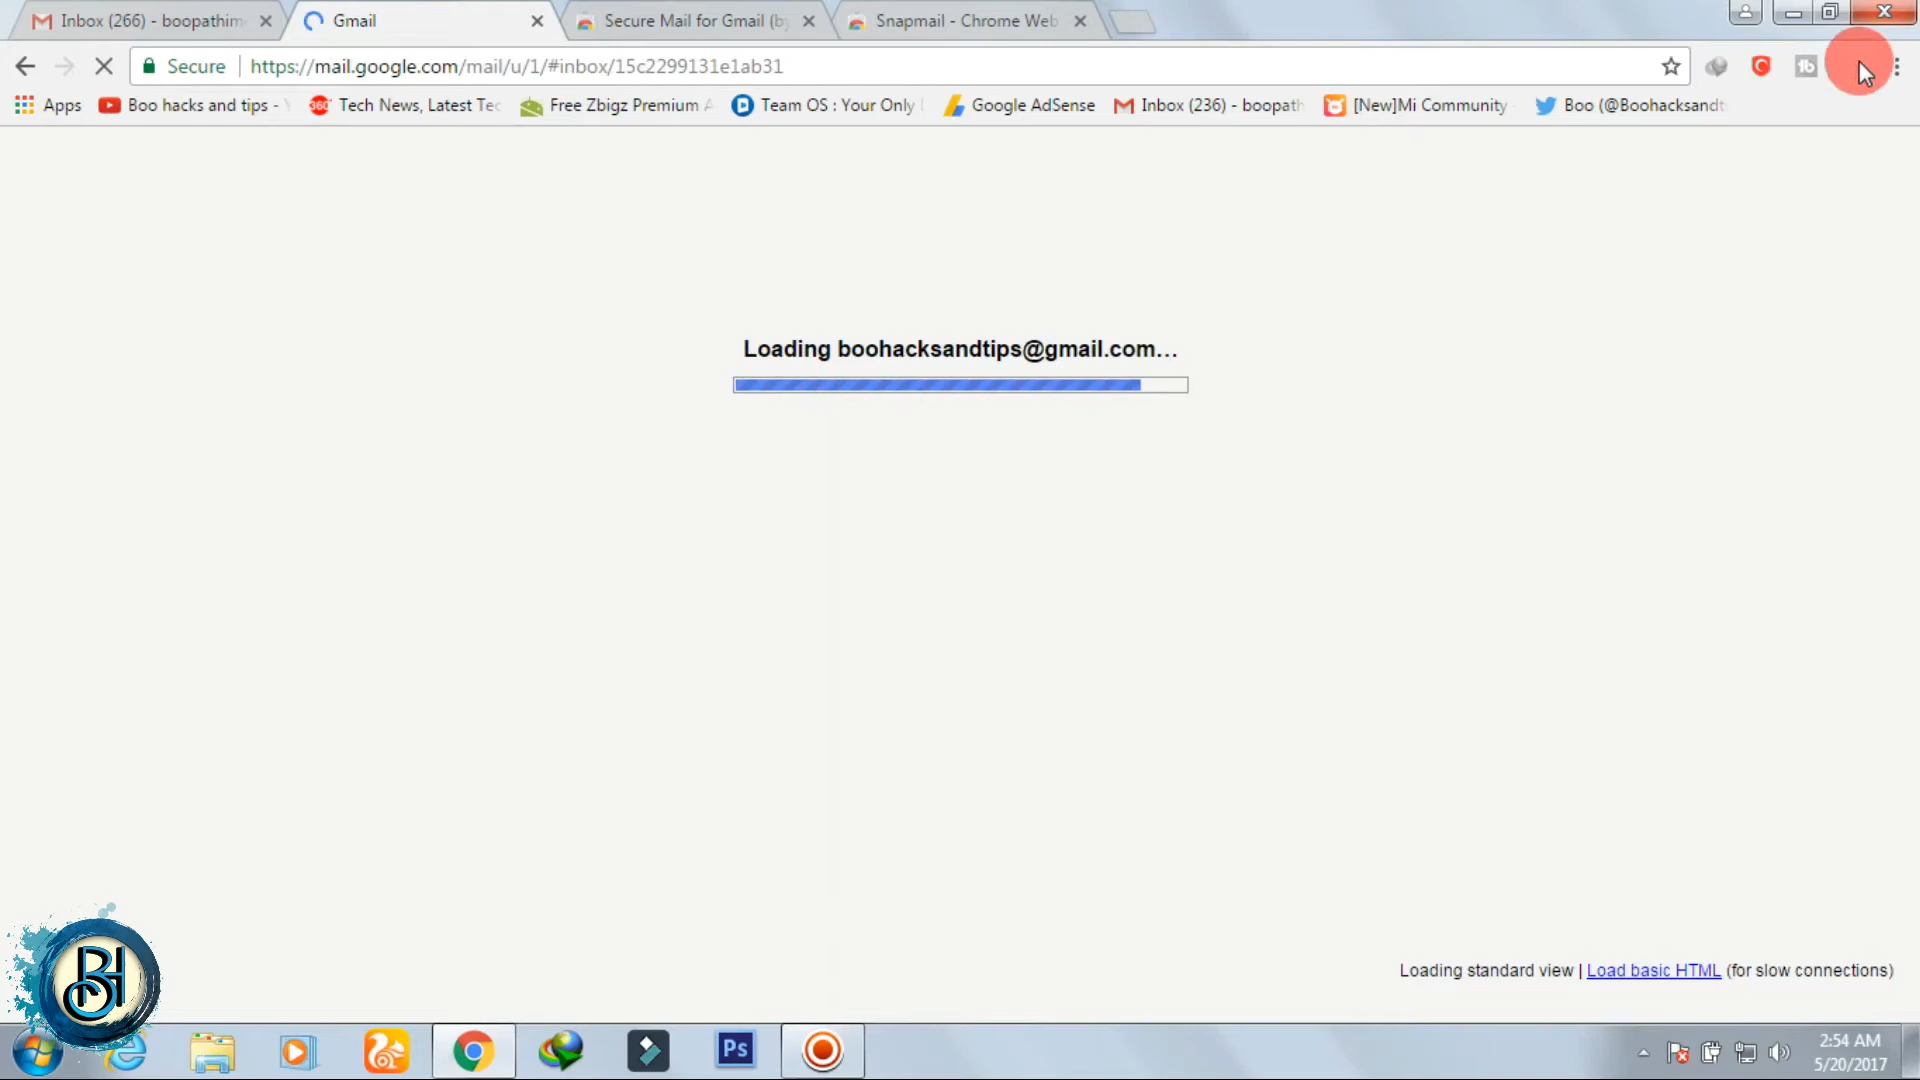 Inbox (266) - boopathim
Gmail
Secure Mail for Gmail (by
Snapmail - Chrome Web
Secure
https://mail.google.com/mail/u/1/#inbox/15c2299131e1ab31
Apps
Boo hacks and tips -
Tech News, Latest Tec
Free Zbigz Premium A
Team OS : Your Only
Google AdSense
Inbox (236) - boopath
[New]Mi Community
Boo (@Boohacksandt
Loading boohacksandtips@gmail.com…
Loading standard view | Load basic HTML (for slow connections)
Ps
2:54 AM
5/20/2017